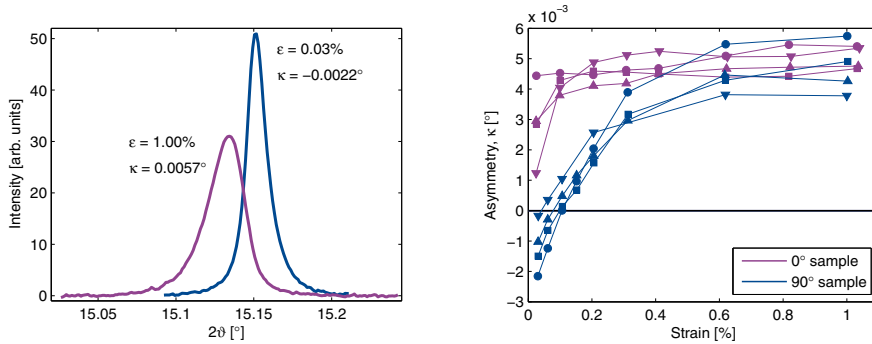 50
40
30
20
10
0
Intensity [arb. units]
ε = 0.03%
κ = −0.0022°
ε = 1.00%
κ = 0.0057°
15.05
15.1
15.15
15.2
2ϑ [°]
x 10⁻³
6
5
4
3
2
1
0
−1
−2
−3
Asymmetry, κ [°]
0° sample
90° sample
0
0.2
0.4
0.6
0.8
1
Strain [%]